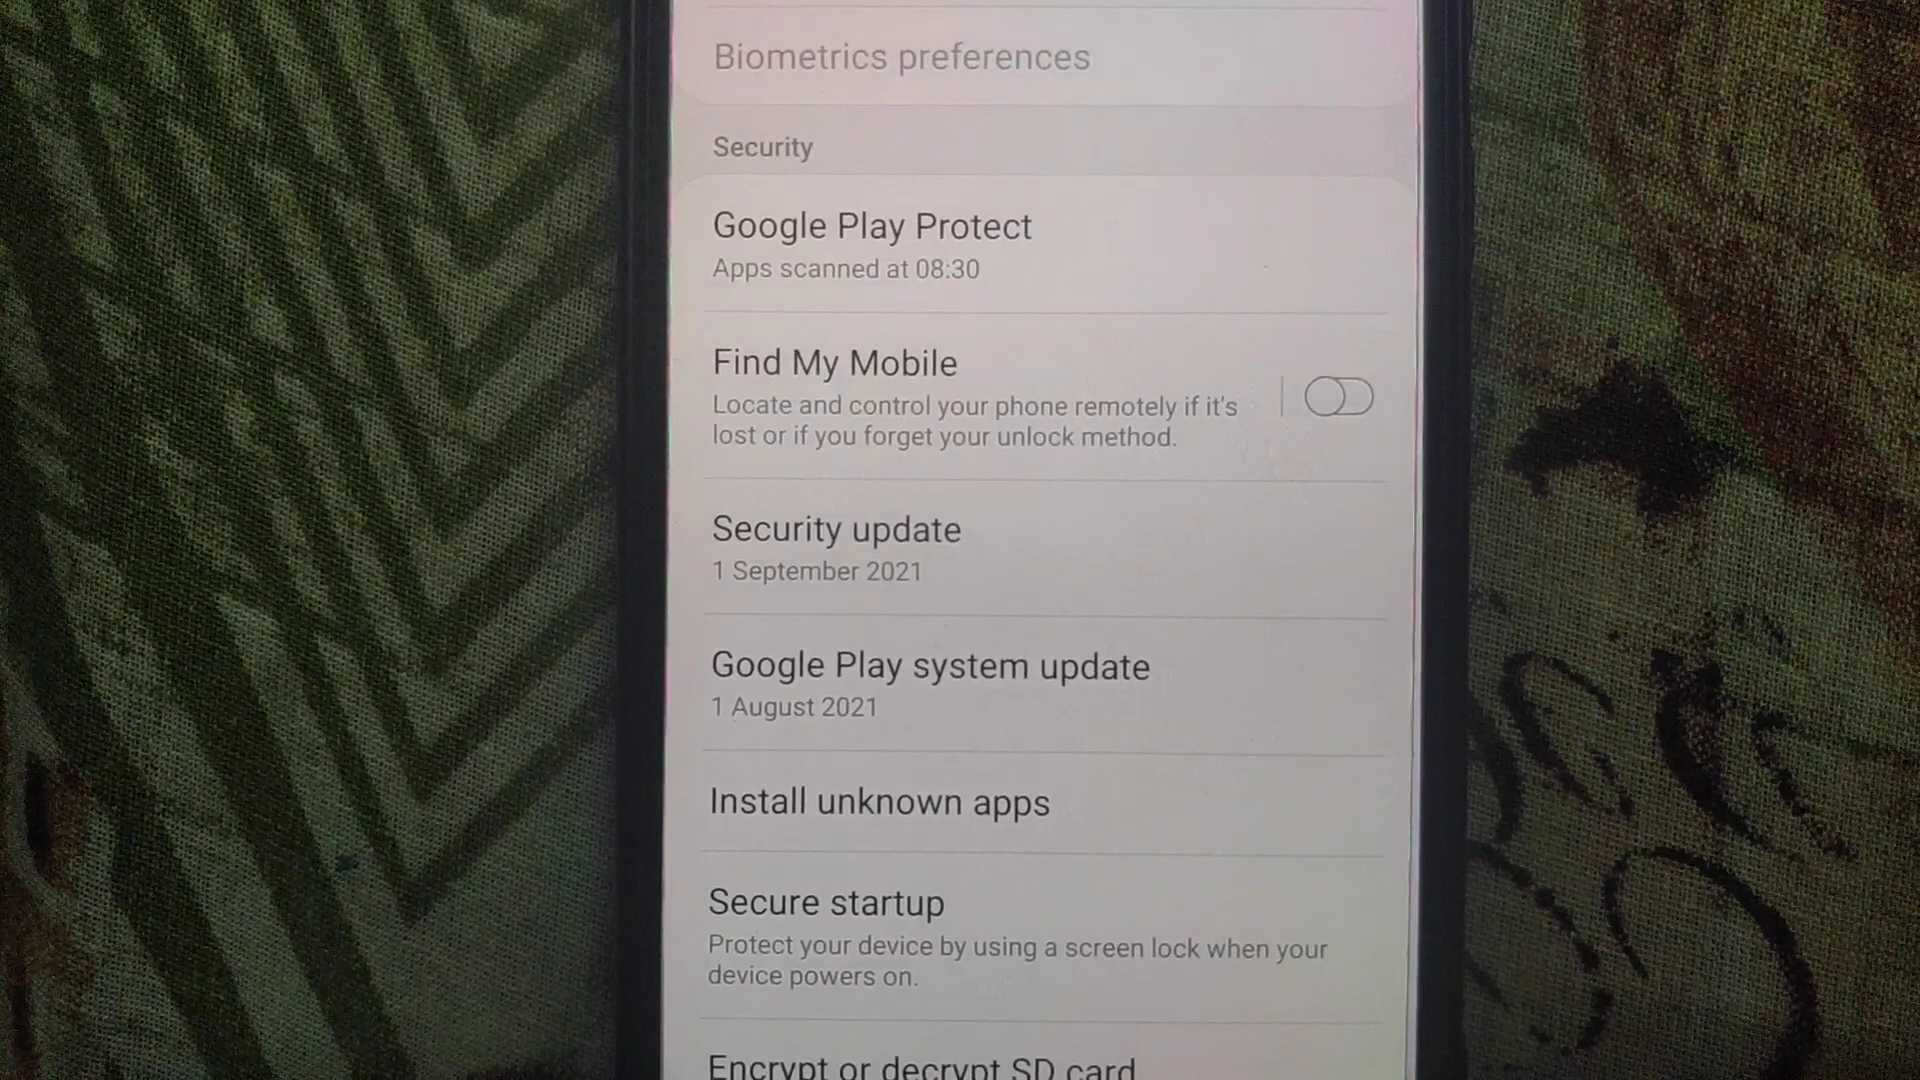 Biometrics preferences
Security
Google Play Protect
Apps scanned at 08:30
Find My Mobile
Locate and control your phone remotely if it's
lost or if you forget your unlock method.
Security update
1 September 2021
Google Play system update
1 August 2021
Install unknown apps
Secure startup
Protect your device by using a screen lock when your
device powers on.
Encrypt or decrypt SD card